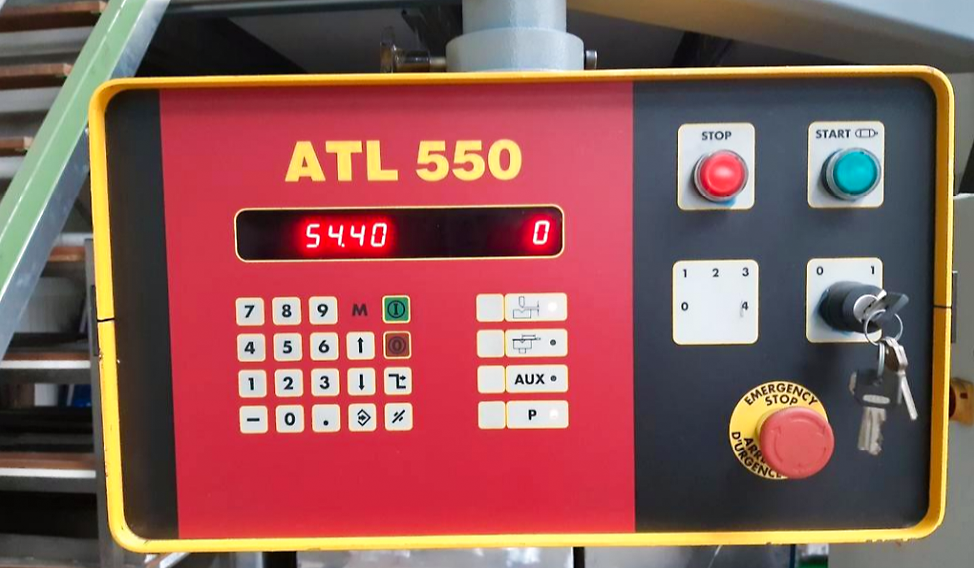 ATL 550
54.40 0
STOP
START
7 8 9 M
4 5 6
1 2 3
- 0 .
AUX
P
1 2 3
0 4
0 1
EMERGENCY
STOP
ARRÊT
D'URGENCE